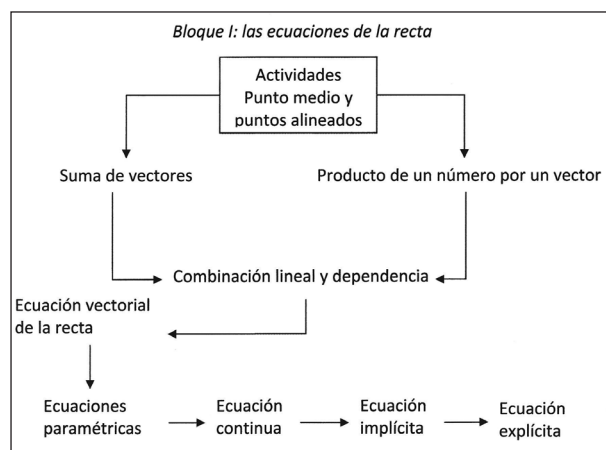 Bloque I: las ecuaciones de la recta
Actividades
Punto medio y
puntos alineados
Suma de vectores
Producto de un número por un vector
Combinación lineal y dependencia
Ecuación vectorial
de la recta
Ecuaciones
paramétricas
Ecuación
continua
Ecuación
implícita
Ecuación
explícita